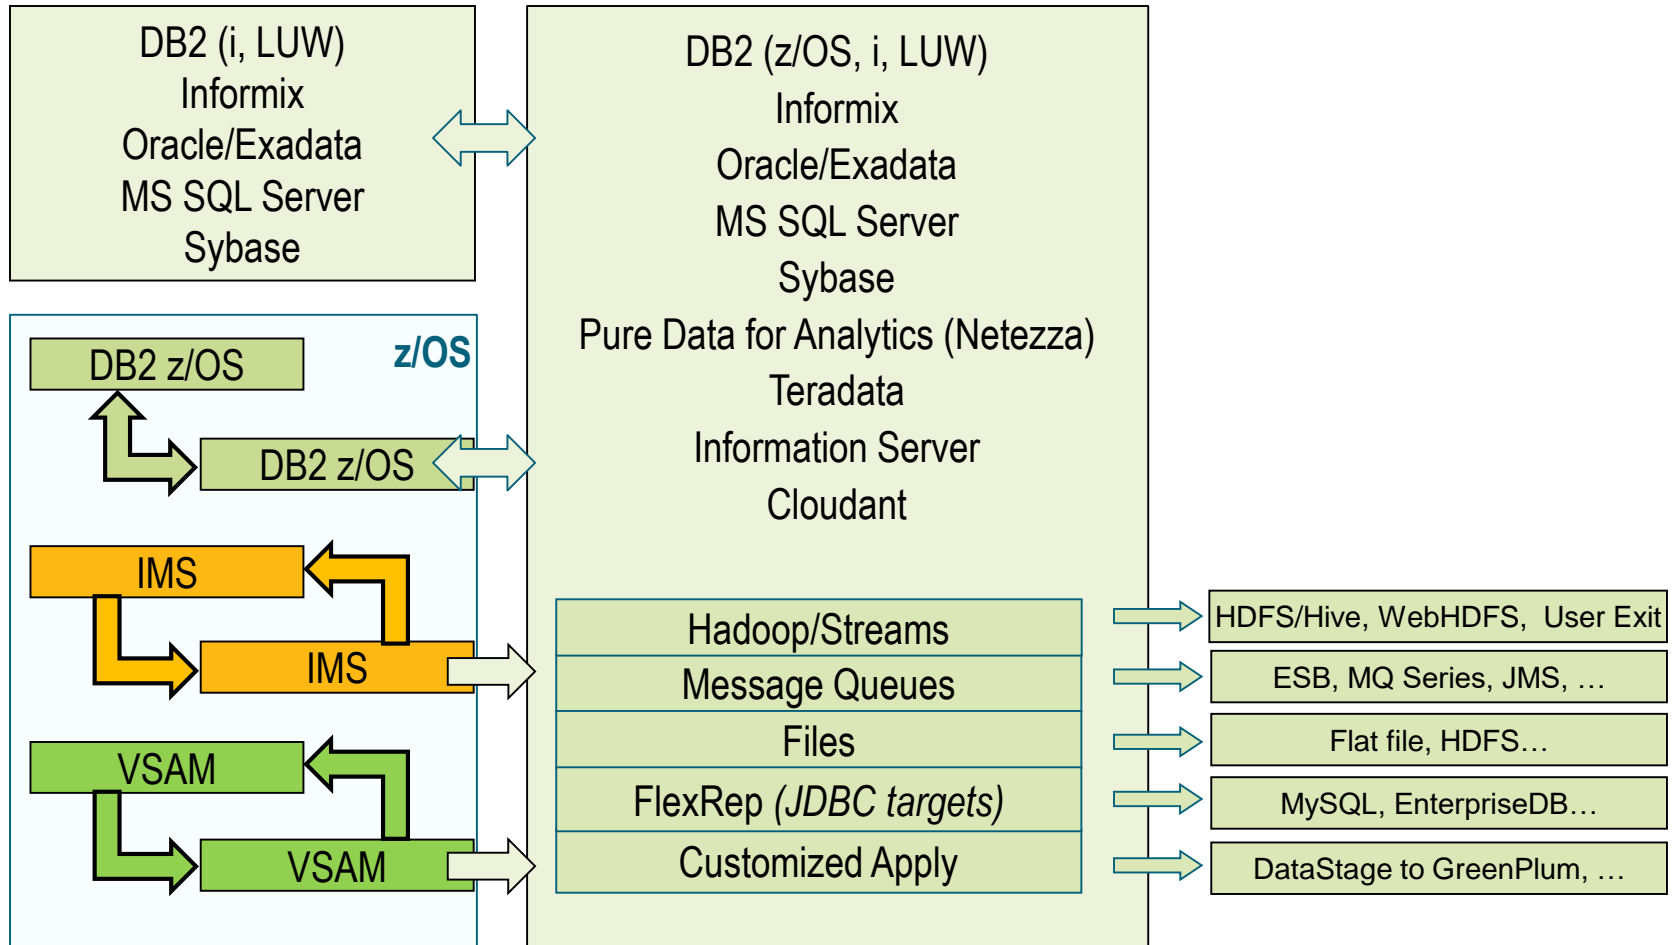 DB2 (i, LUW)
Informix
Oracle/Exadata
MS SQL Server
Sybase
z/OS
DB2 z/OS
DB2 z/OS
IMS
IMS
VSAM
VSAM
DB2 (z/OS, i, LUW)
Informix
Oracle/Exadata
MS SQL Server
Sybase
Pure Data for Analytics (Netezza)
Teradata
Information Server
Cloudant
Hadoop/Streams
Message Queues
Files
FlexRep (JDBC targets)
Customized Apply
HDFS/Hive, WebHDFS, User Exit
ESB, MQ Series, JMS, …
Flat file, HDFS…
MySQL, EnterpriseDB…
DataStage to GreenPlum, …